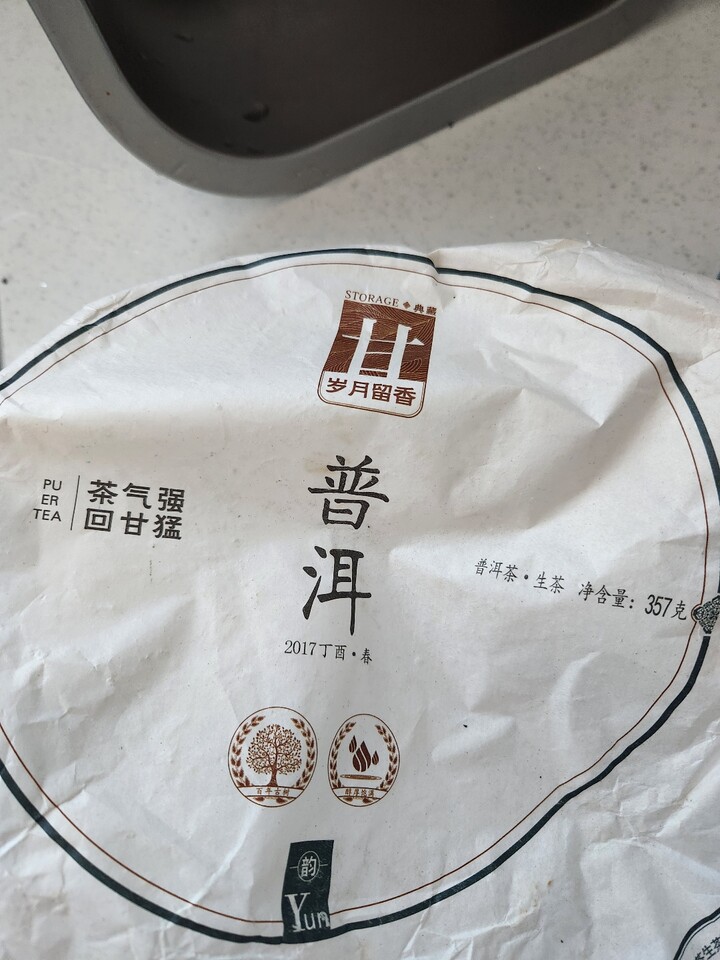 STORAGE 典藏
甘
岁月留香
普洱
PU
ER
TEA
茶气强
回甘猛
普洱茶·生茶 净含量: 357克
2017丁酉·春
百年古树
韵
Yun